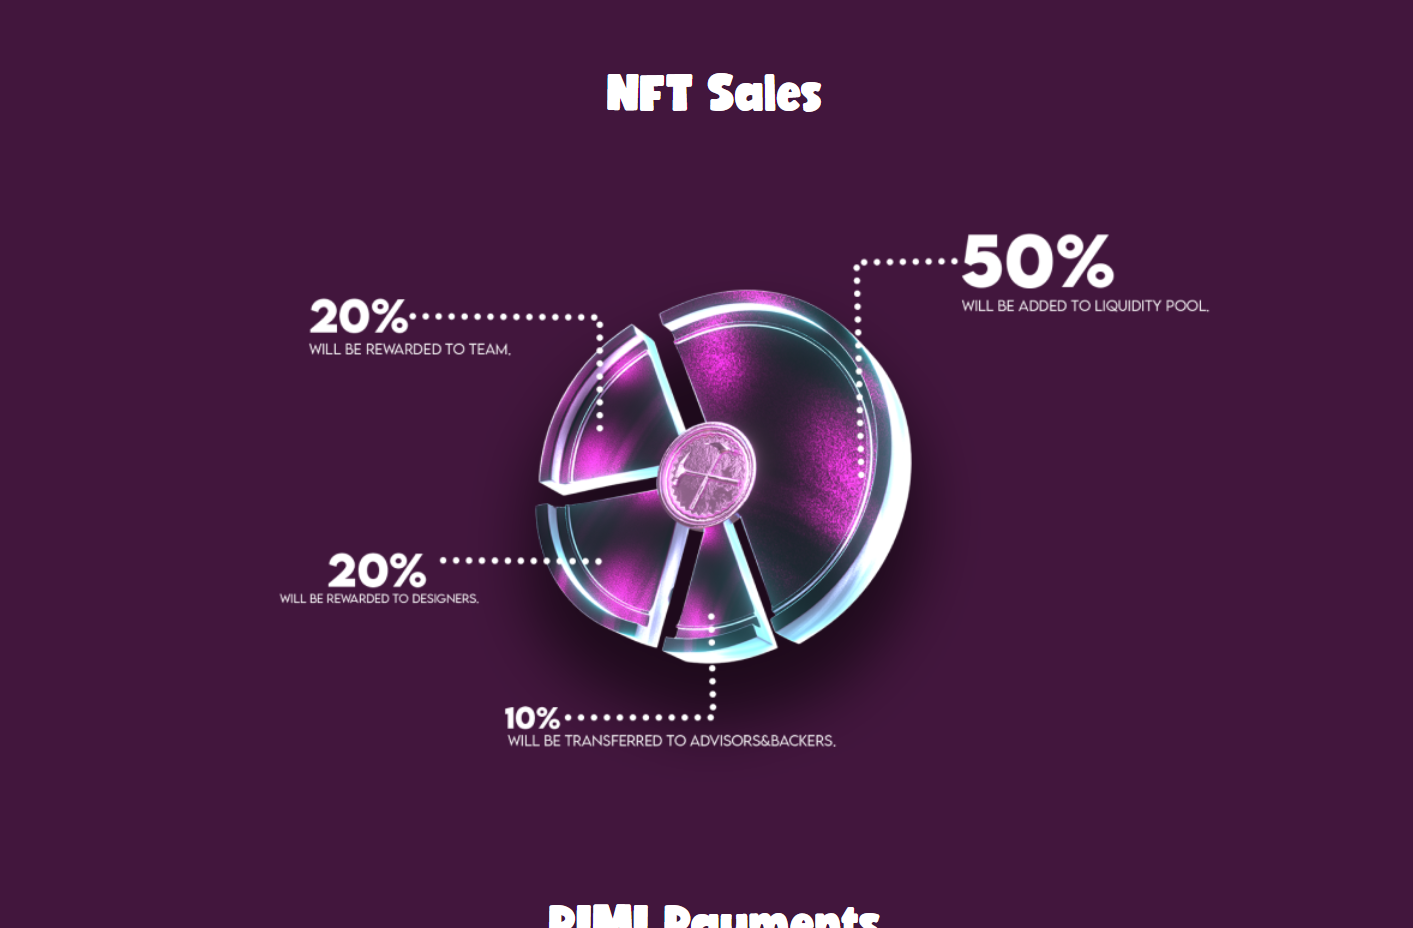 NFT Sales
50%
WILL BE ADDED TO LIQUIDITY POOL.
20%
WILL BE REWARDED TO TEAM.
20%
WILL BE REWARDED TO DESIGNERS.
10%
WILL BE TRANSFERRED TO ADVISORS&BACKERS.
Payments